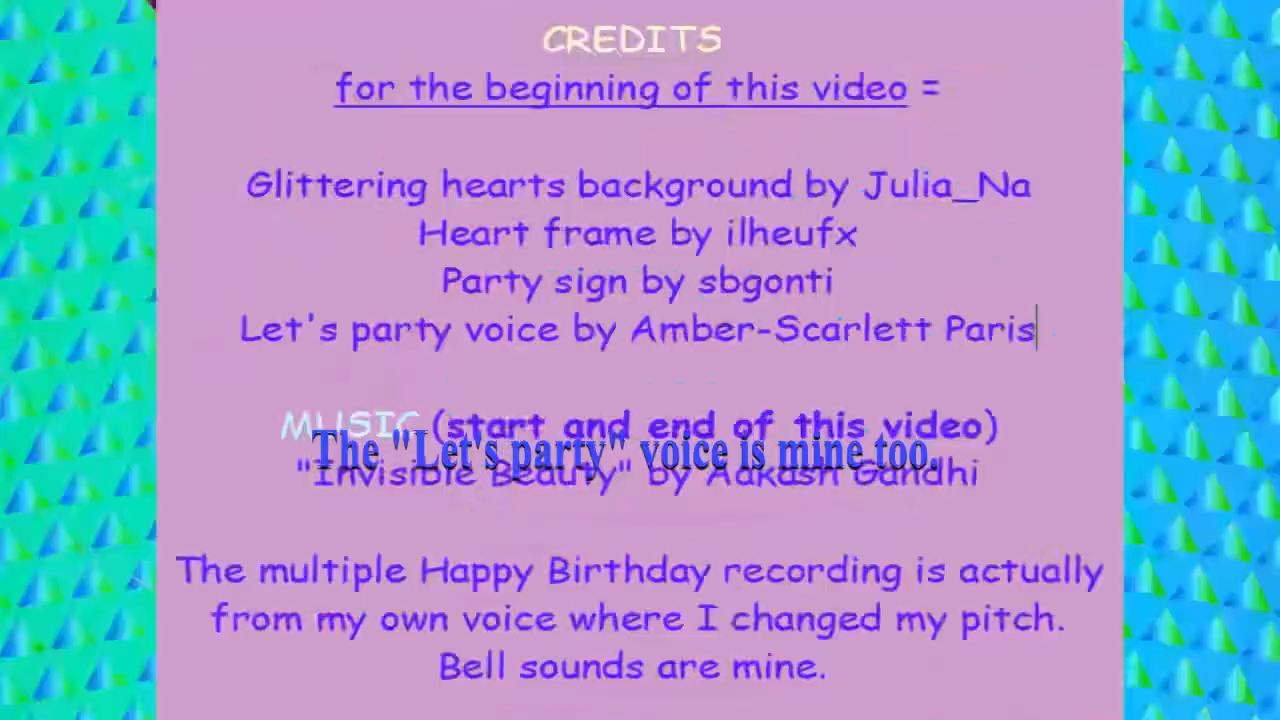 CREDITS
for the beginning of this video =
Glittering hearts background by Julia_Na
Heart frame by ilheufx
Party sign by sbgonti
Let's party voice by Amber-Scarlett Paris
MUSIC (start and end of this video)
The "Let's party" voice is mine too.
"Invisible Beauty" by Aakash Gandhi
The multiple Happy Birthday recording is actually
from my own voice where I changed my pitch.
Bell sounds are mine.